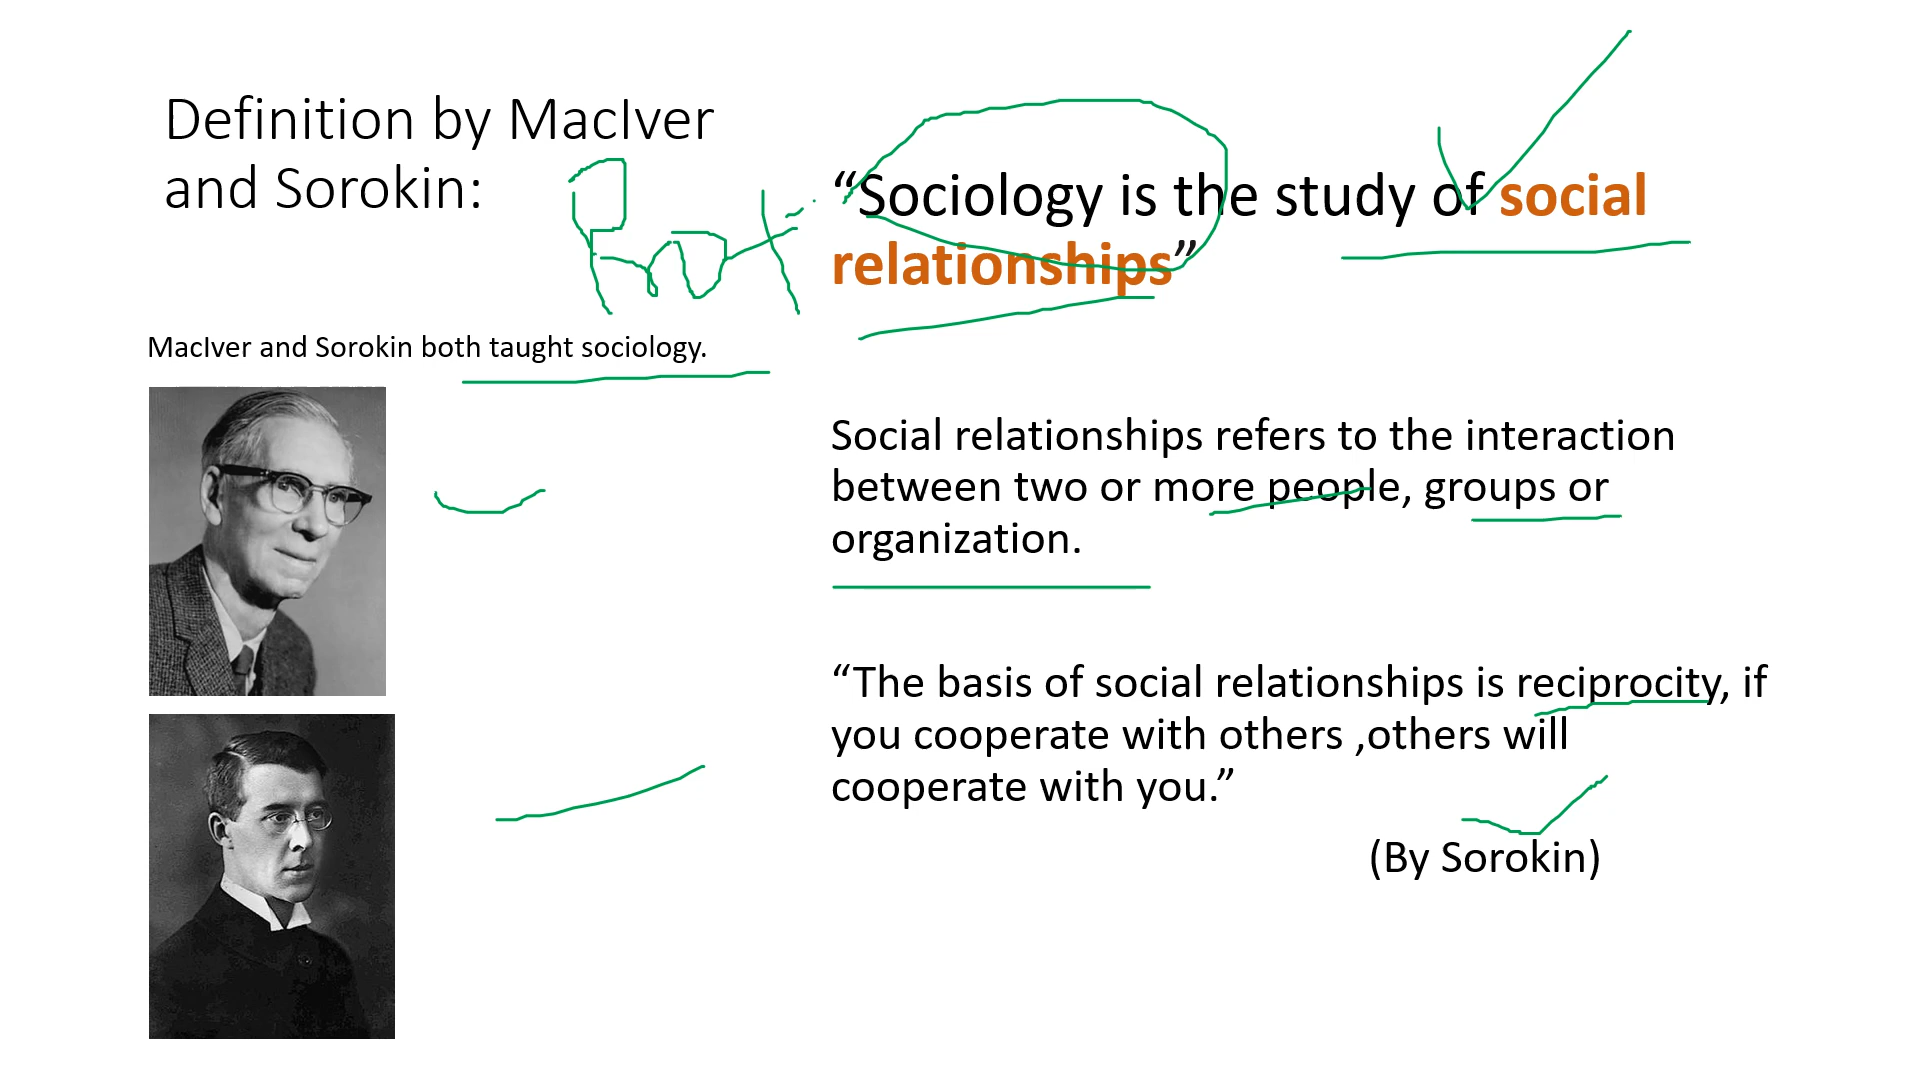 Definition by MacIver
and Sorokin:
“Sociology is the study of social
relationships”
MacIver and Sorokin both taught sociology.
Social relationships refers to the interaction
between two or more people, groups or
organization.
“The basis of social relationships is reciprocity, if
you cooperate with others ,others will
cooperate with you.”
(By Sorokin)